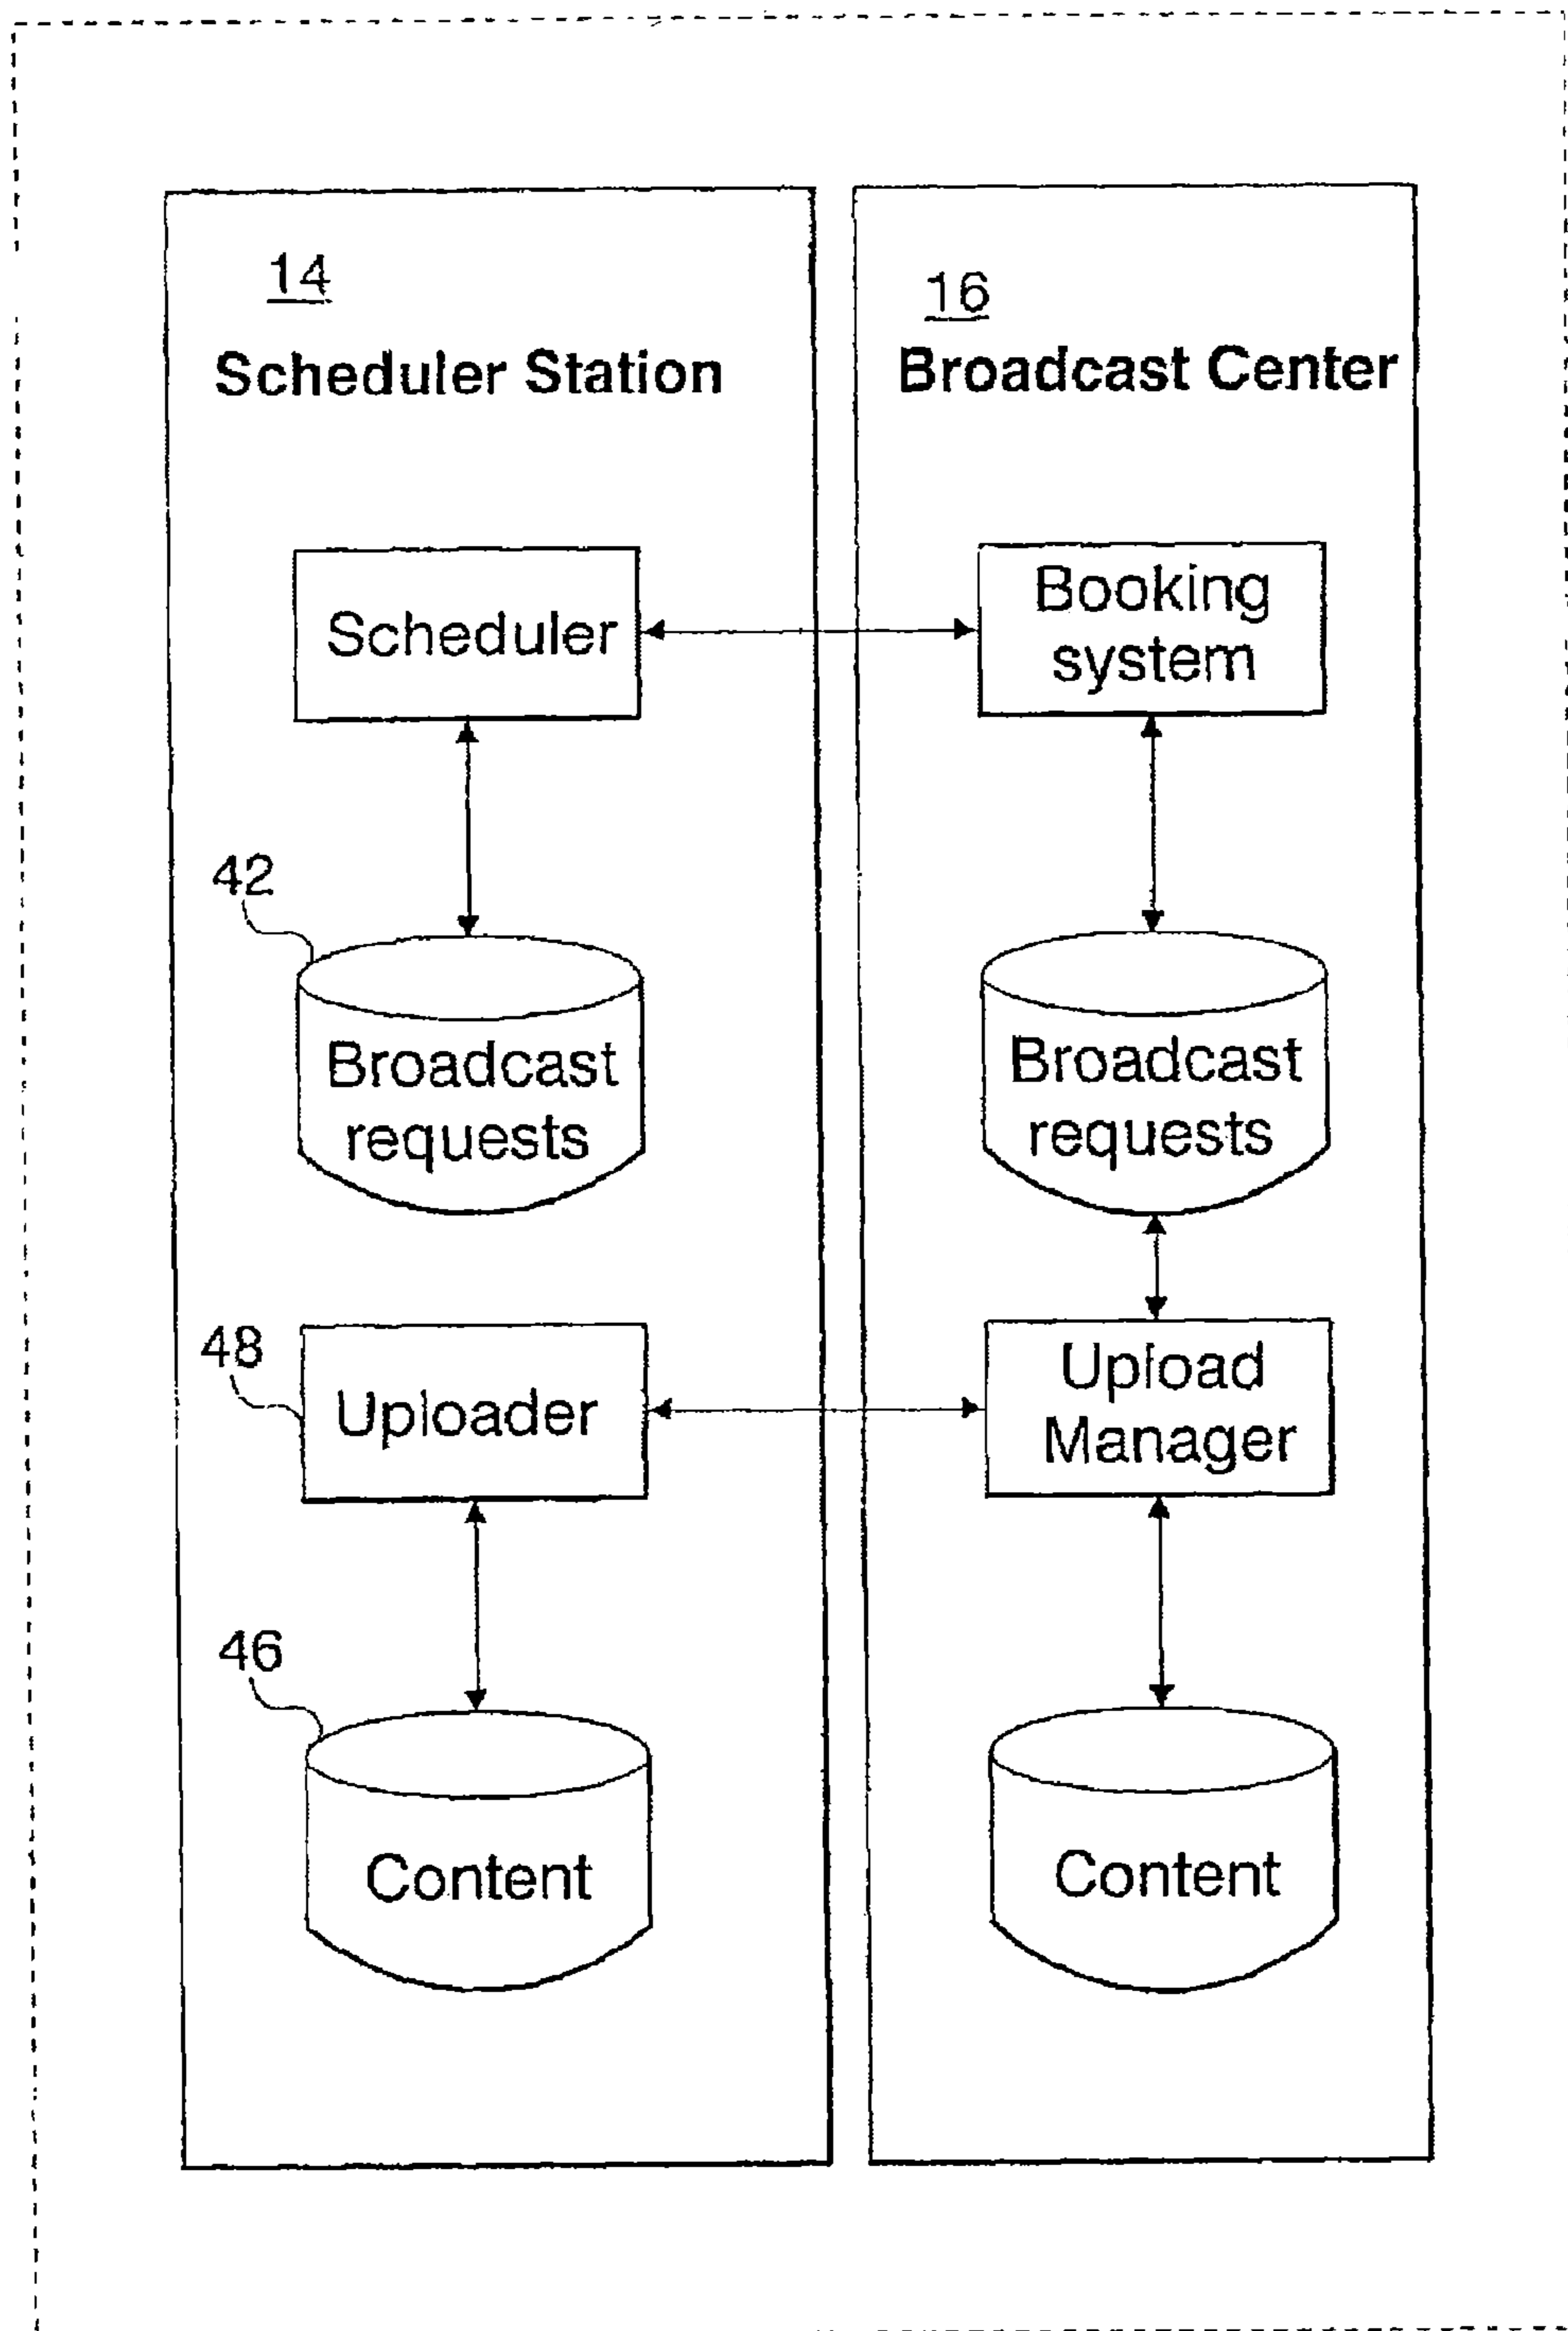 14
Scheduler Station
Scheduler
42
Broadcast
requests
48
Uploader
46
Content
16
Broadcast Center
Booking
system
Broadcast
requests
Upload
Manager
Content